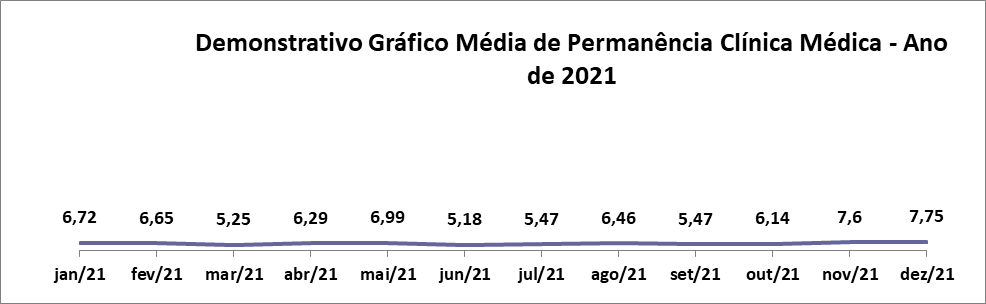 Demonstrativo Gráfico Média de Permanência Clínica Médica - Ano
de 2021
6,72 6,65 5,25 6,29 6,99 5,18 5,47 6,46 5,47 6,14 7,6 7,75
jan/21 fev/21 mar/21 abr/21 mai/21 jun/21 jul/21 ago/21 set/21 out/21 nov/21 dez/21